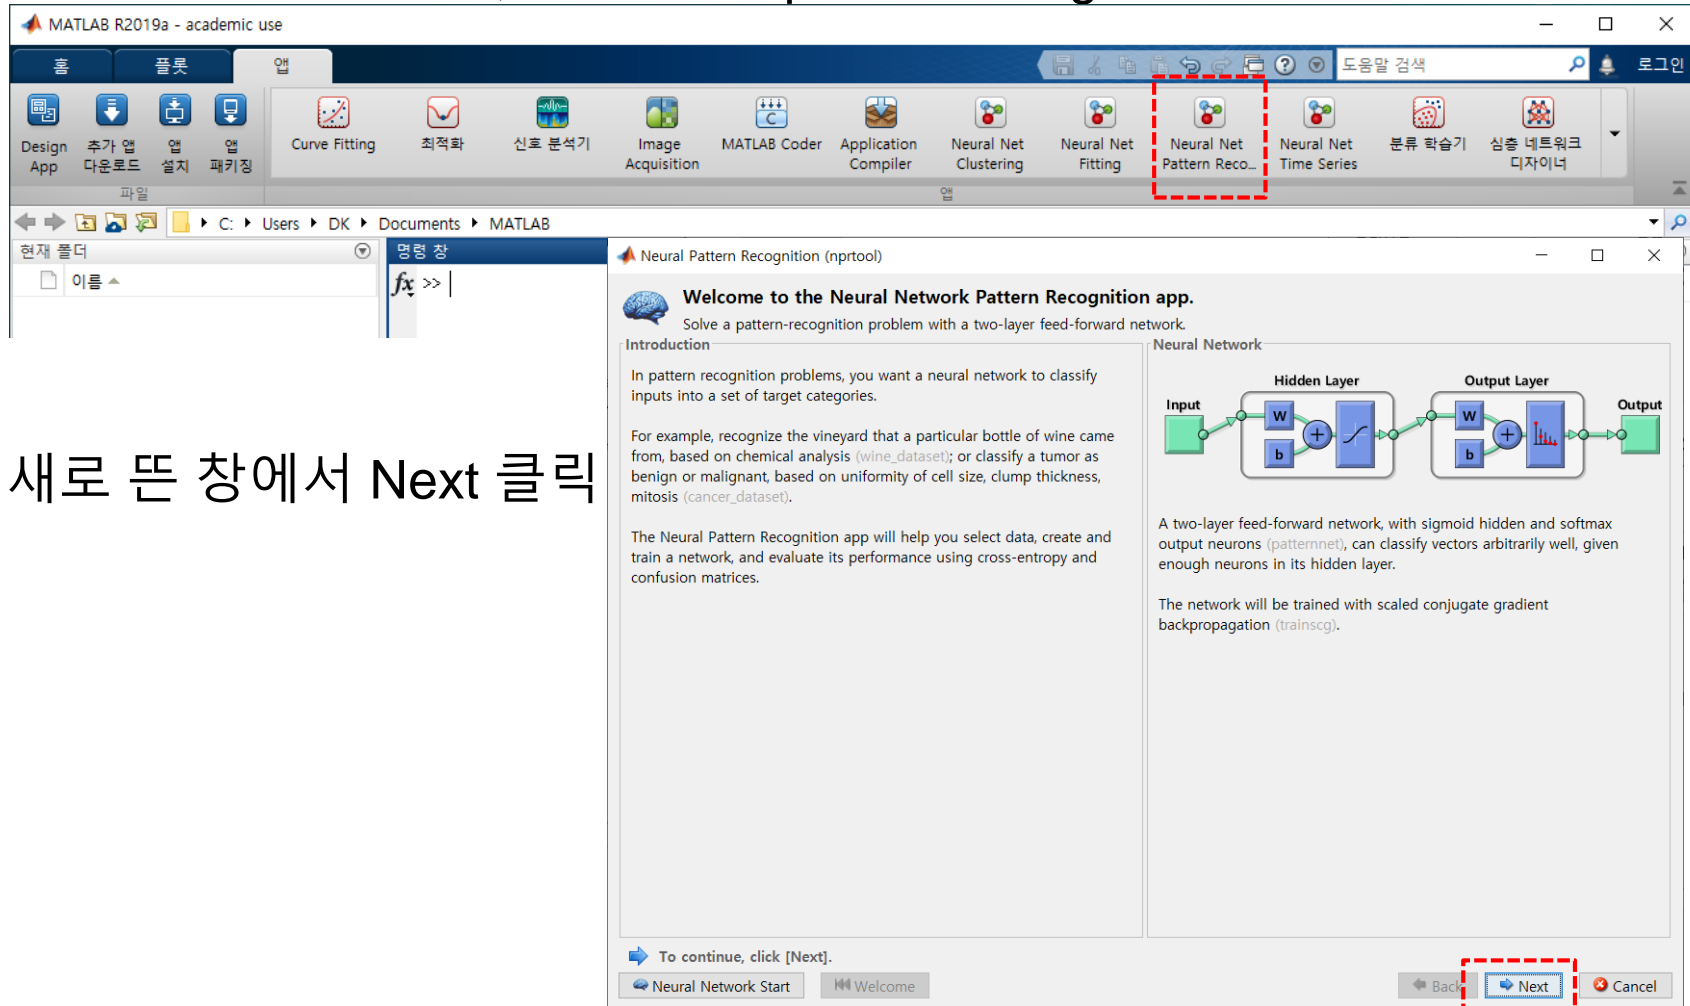 MATLAB R2019a - academic use
홈 플롯 앱
도움말 검색
로그인
Design App
추가 앱 다운로드
앱 설치
앱 패키징
Curve Fitting
최적화
신호 분석기
Image Acquisition
MATLAB Coder
Application Compiler
Neural Net Clustering
Neural Net Fitting
Neural Net Pattern Reco...
Neural Net Time Series
분류 학습기
심층 네트워크 디자이너
파일
앱
C: Users DK Documents MATLAB
현재 폴더
이름
명령 창
fx >>
Neural Pattern Recognition (nprtool)
Welcome to the Neural Network Pattern Recognition app.
Solve a pattern-recognition problem with a two-layer feed-forward network.
Introduction
In pattern recognition problems, you want a neural network to classify
inputs into a set of target categories.
For example, recognize the vineyard that a particular bottle of wine came
from, based on chemical analysis (wine_dataset); or classify a tumor as
benign or malignant, based on uniformity of cell size, clump thickness,
mitosis (cancer_dataset).
The Neural Pattern Recognition app will help you select data, create and
train a network, and evaluate its performance using cross-entropy and
confusion matrices.
Neural Network
Hidden Layer
Output Layer
Input
W
b
W
b
Output
A two-layer feed-forward network, with sigmoid hidden and softmax
output neurons (patternnet), can classify vectors arbitrarily well, given
enough neurons in its hidden layer.
The network will be trained with scaled conjugate gradient
backpropagation (trainscg).
새로 뜬 창에서 Next 클릭
To continue, click [Next].
Neural Network Start
Welcome
Back
Next
Cancel